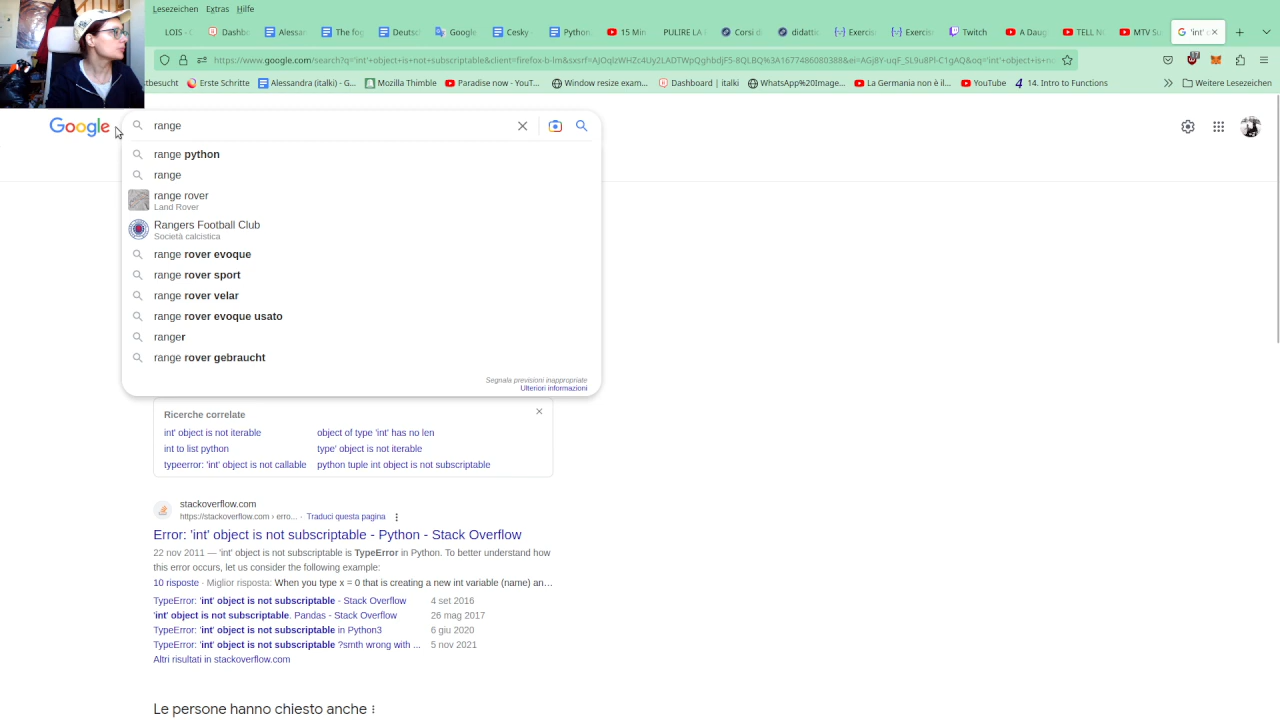 Lesezeichen Extras Hilfe
LOIS -
Dashbo
Alessar
The fog
Deutsc
Google
Cesky -
Python.
15 Min
PULIRE LA
Corsi d
didatti
Exercis
Exercis
Twitch
A Daug
TELL N
MTV Su
'int' o
https://www.google.com/search?q='int'+object+is+not+subscriptable&client=firefox-b-lm&sxsrf=
tbesucht
Erste Schritte
Alessandra (italki) - G...
Mozilla Thimble
Paradise now - YouT...
Window resize exam...
Dashboard | italki
WhatsApp%20Image...
La Germania non è il...
YouTube
14. Intro to Functions
Weitere Lesezeichen
Google
range
range python
range
range rover
Land Rover
Rangers Football Club
Società calcistica
range rover evoque
range rover sport
range rover velar
range rover evoque usato
ranger
range rover gebraucht
Segnala previsioni inappropriate
Ulteriori informazioni
Ricerche correlate
int' object is not iterable
object of type 'int' has no len
int to list python
type' object is not iterable
typeerror: 'int' object is not callable
python tuple int object is not subscriptable
stackoverflow.com
https://stackoverflow.com › erro... · Traduci questa pagina
Error: 'int' object is not subscriptable - Python - Stack Overflow
22 nov 2011 — 'int' object is not subscriptable is TypeError in Python. To better understand how
this error occurs, let us consider the following example:
10 risposte · Miglior risposta: When you type x = 0 that is creating a new int variable (name) an...
TypeError: 'int' object is not subscriptable - Stack Overflow 4 set 2016
'int' object is not subscriptable. Pandas - Stack Overflow 26 mag 2017
TypeError: 'int' object is not subscriptable in Python3 6 giu 2020
TypeError: 'int' object is not subscriptable ?smth wrong with ... 5 nov 2021
Altri risultati in stackoverflow.com
Le persone hanno chiesto anche